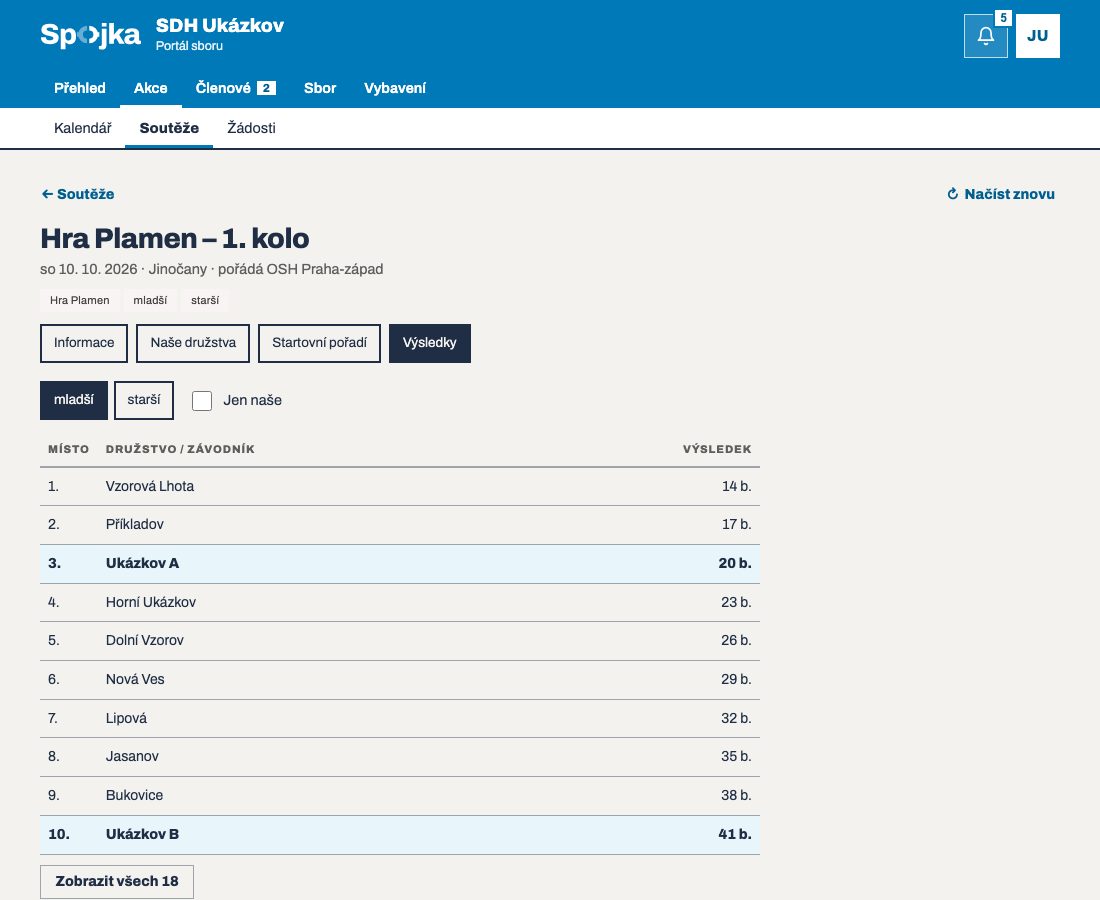 Spojka
SDH Ukázkov
Portál sboru
5
JU
Přehled Akce Členové 2 Sbor Vybavení
Kalendář Soutěže Žádosti
← Soutěže
↻ Načíst znovu
Hra Plamen – 1. kolo
so 10. 10. 2026 · Jinočany · pořádá OSH Praha-západ
Hra Plamen mladší starší
Informace Naše družstva Startovní pořadí Výsledky
mladší starší Jen naše
MÍSTO DRUŽSTVO / ZÁVODNÍK VÝSLEDEK
1. Vzorová Lhota 14 b.
2. Příkladov 17 b.
3. Ukázkov A 20 b.
4. Horní Ukázkov 23 b.
5. Dolní Vzorov 26 b.
6. Nová Ves 29 b.
7. Lipová 32 b.
8. Jasanov 35 b.
9. Bukovice 38 b.
10. Ukázkov B 41 b.
Zobrazit všech 18